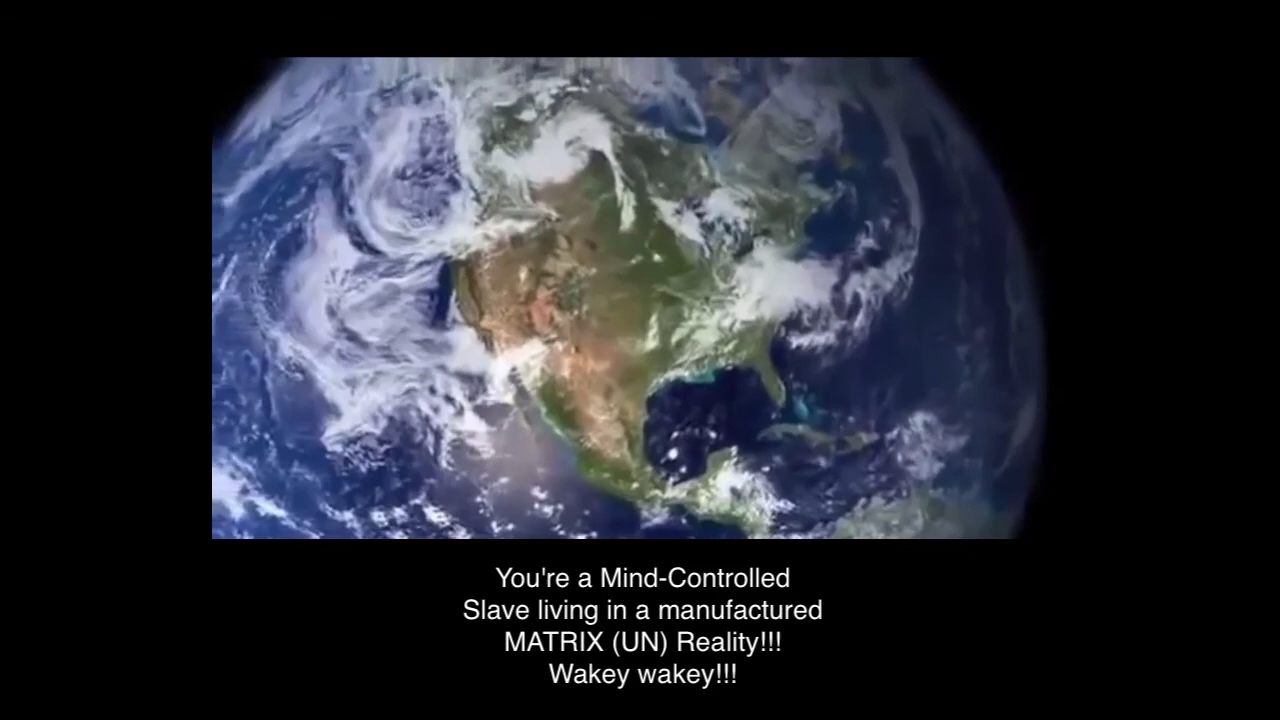 You're a Mind-Controlled
Slave living in a manufactured
MATRIX (UN) Reality!!!
Wakey wakey!!!